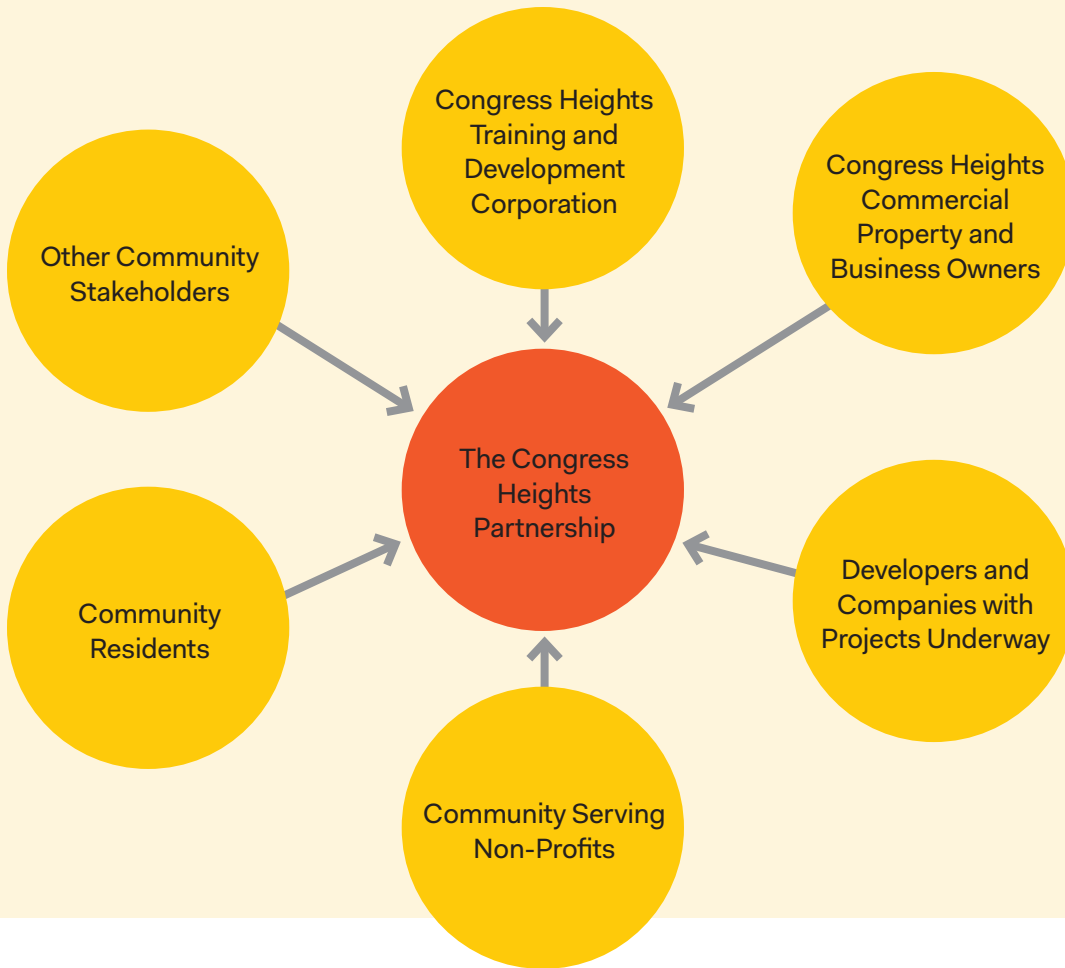 Congress Heights
Training and
Development
Corporation
Congress Heights
Commercial
Property and
Business Owners
Other Community
Stakeholders
The Congress
Heights
Partnership
Developers and
Companies with
Projects Underway
Community
Residents
Community Serving
Non-Profits